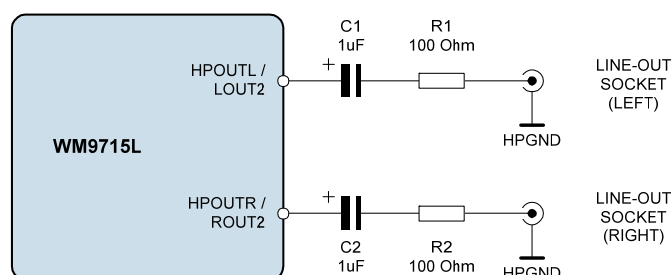 C1
1uF
R1
100 Ohm
HPOUTL /
LOUT2
+
LINE-OUT
SOCKET
(LEFT)
HPGND
WM9715L
HPOUTR /
ROUT2
+
LINE-OUT
SOCKET
(RIGHT)
C2
1uF
R2
100 Ohm
HPGND